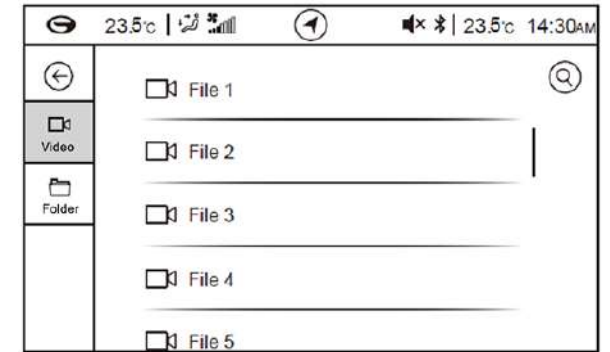 23.5℃ 23.5℃ 14:30AM
File 1
Video
File 2
Folder
File 3
File 4
File 5